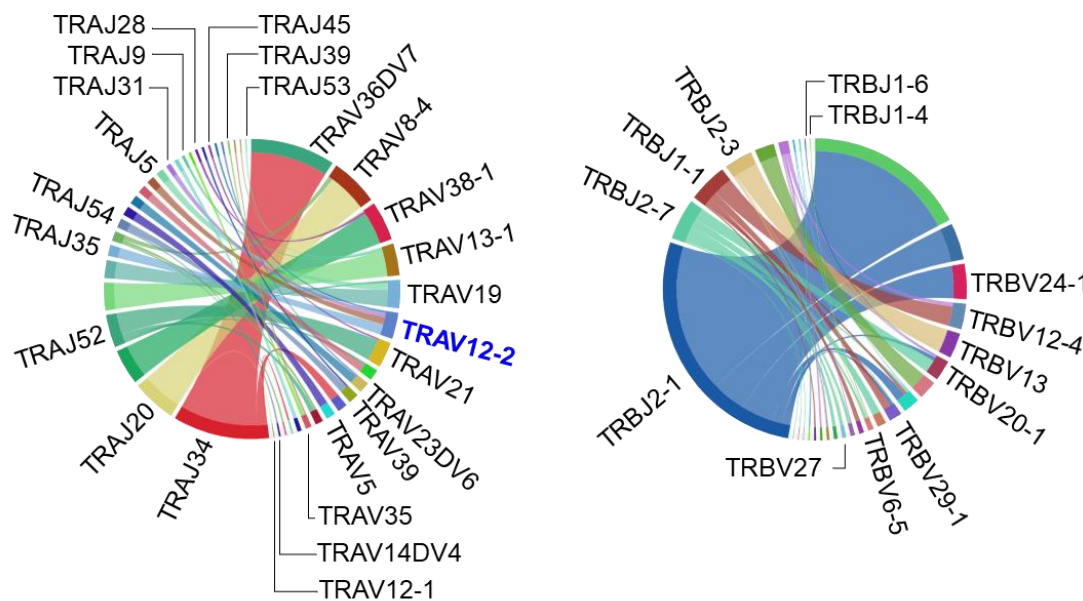 TRAJ28
TRAJ45
TRAJ9
TRAJ39
TRAJ31
TRAJ53
TRAV36DV7
TRAV8-4
TRAJ5
TRAV38-1
TRAJ54
TRAV13-1
TRAJ35
TRAV19
TRAJ52
TRAV12-2
TRAV21
TRAJ20
TRAV23DV6
TRAJ34
TRAV39
TRAV5
TRAV35
TRAV14DV4
TRAV12-1
TRBJ1-6
TRBJ1-4
TRBJ2-3
TRBJ1-1
TRBJ2-7
TRBV24-1
TRBV12-4
TRBV13
TRBJ2-1
TRBV20-1
TRBV29-1
TRBV6-5
TRBV27